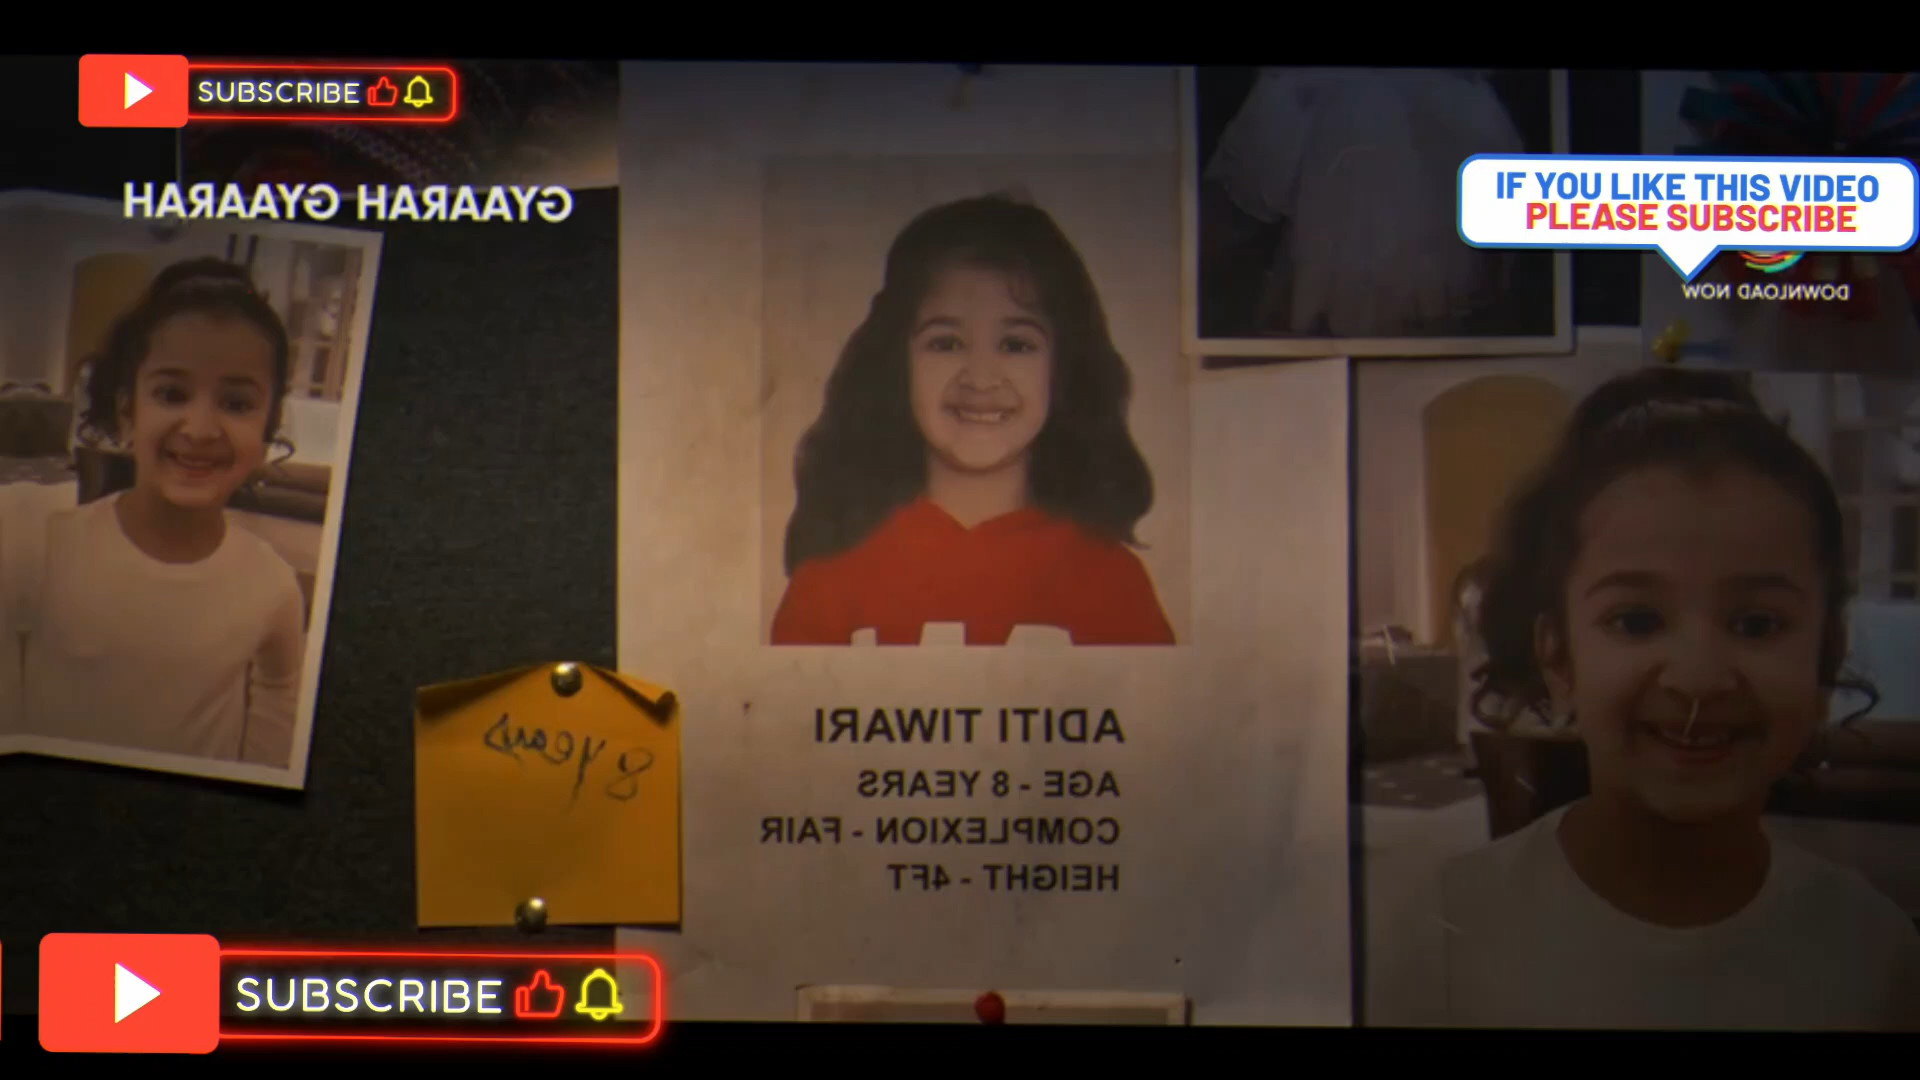 SUBSCRIBE
GYAARAH GYAARAH
IF YOU LIKE THIS VIDEO
PLEASE SUBSCRIBE
DOWNLOAD NOW
8 years
ADITI TIWARI
AGE - 8 YEARS
COMPLEXION - FAIR
HEIGHT - 4FT
SUBSCRIBE